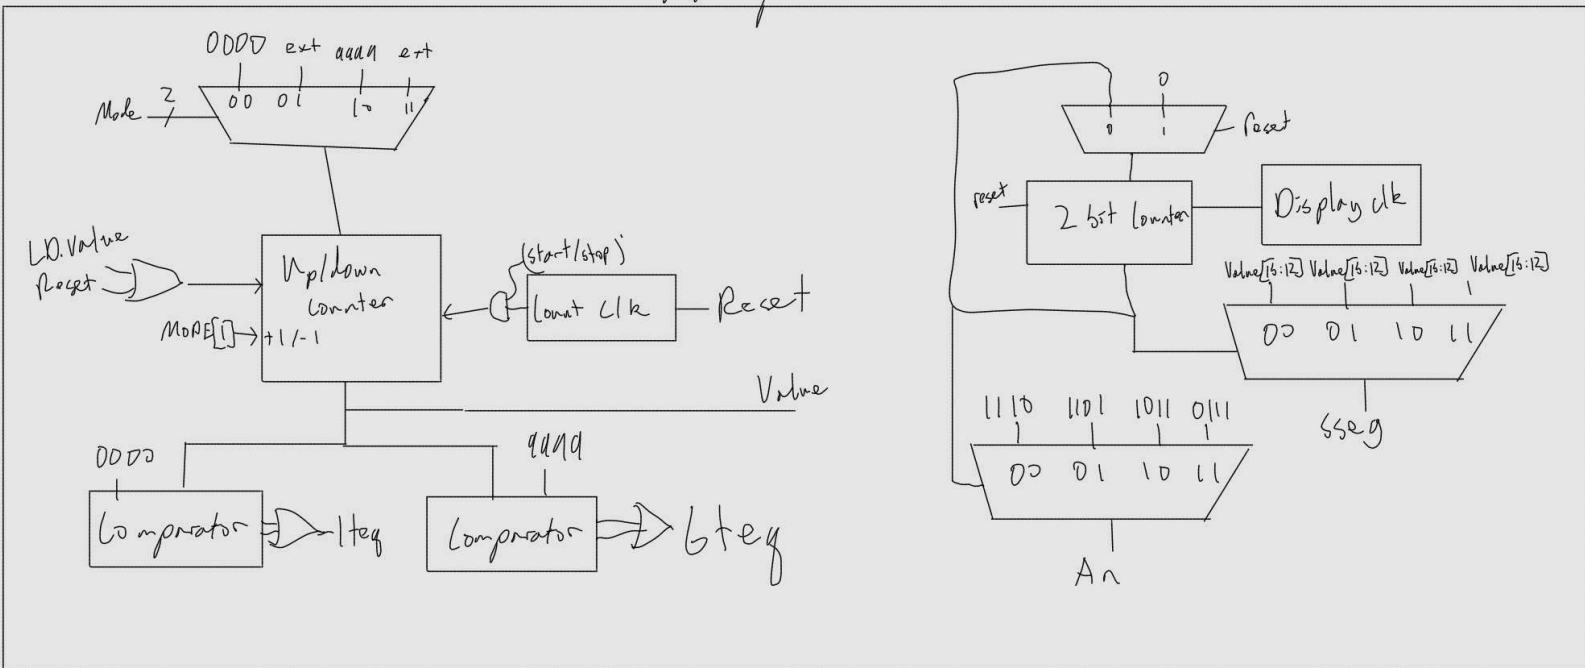 0000 ext 9999 ext
Mode 2
00 01 10 11
LD.Value
Reset
Up/down
Counter
MODE[1] +1/-1
(start/stop)
Count clk
Reset
Value
0000
Comparator
lteq
9999
Comparator
Gteq
0
0 1
reset
reset
2 bit Counter
Display clk
Value[15:12] Value[15:12] Value[15:12] Value[15:12]
00 01 10 11
sseg
1110 1101 1011 0111
00 01 10 11
An